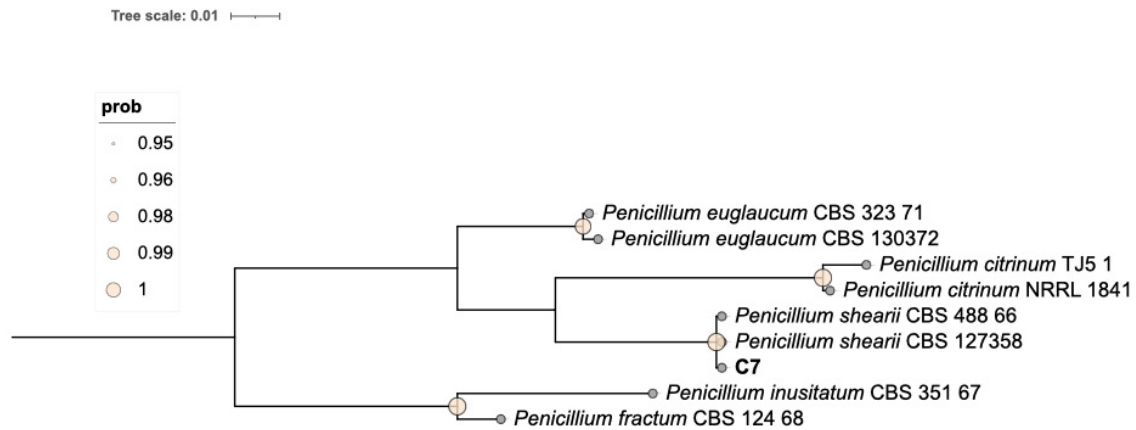 Tree scale: 0.01
prob
0.95
0.96
0.98
0.99
1
Penicillium euglaucum CBS 323 71
Penicillium euglaucum CBS 130372
Penicillium citrinum TJ5 1
Penicillium citrinum NRRL 1841
Penicillium shearii CBS 488 66
Penicillium shearii CBS 127358
C7
Penicillium inusitatum CBS 351 67
Penicillium fractum CBS 124 68